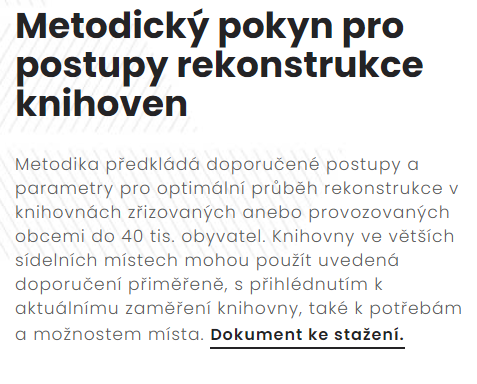 Metodický pokyn pro
postupy rekonstrukce
knihoven
Metodika předkládá doporučené postupy a
parametry pro optimální průběh rekonstrukce v
knihovnách zřizovaných anebo provozovaných
obcemi do 40 tis. obyvatel. Knihovny ve větších
sídelních místech mohou použít uvedená
doporučení přiměřeně, s přihlédnutím k
aktuálnímu zaměření knihovny, také k potřebám
a možnostem místa. Dokument ke stažení.